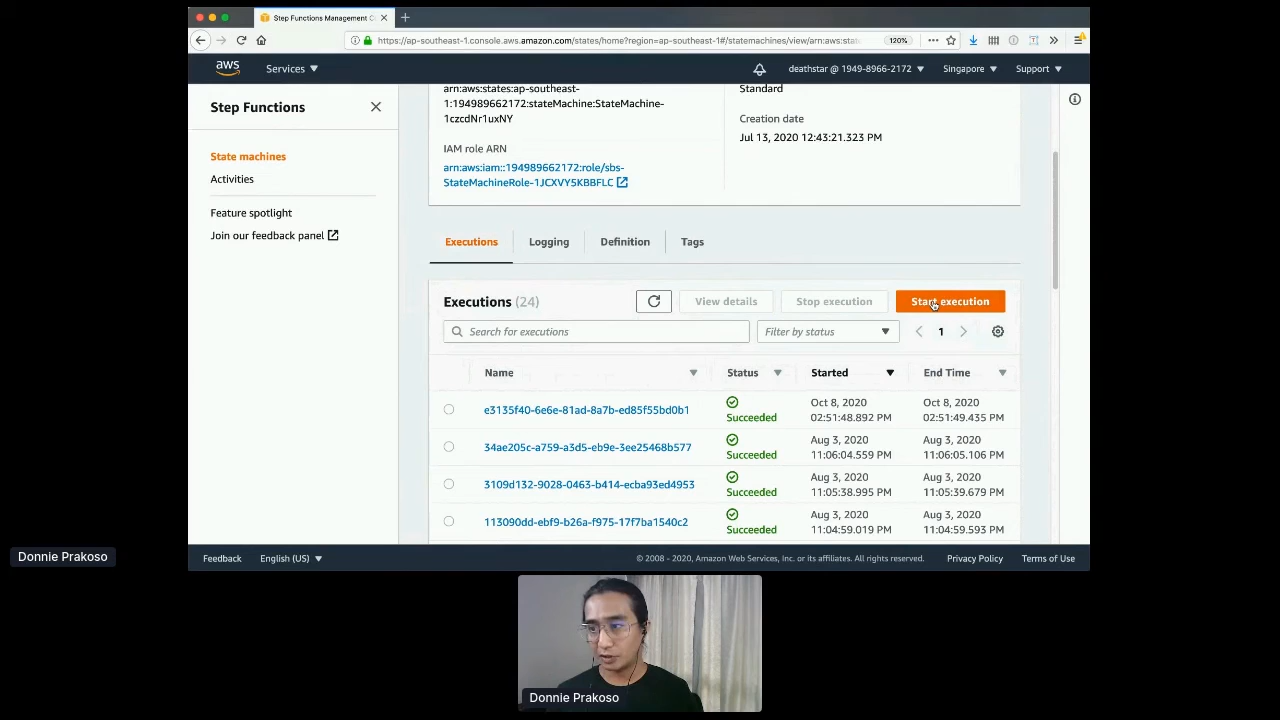 Step Functions Management C
https://ap-southeast-1.console.aws.amazon.com/states/home?region=ap-southeast-1#/statemachines/view/arn:aws:stat
120%
aws
Services
deathstar @ 1949-8966-2172
Singapore
Support
Step Functions
State machines
Activities
Feature spotlight
Join our feedback panel
arn:aws:states:ap-southeast-
1:194989662172:stateMachine:StateMachine-
1czcdNr1uxNY
IAM role ARN
arn:aws:iam::194989662172:role/sbs-
StateMachineRole-1JCXVY5KBBFLC
Standard
Creation date
Jul 13, 2020 12:43:21.323 PM
Executions
Logging
Definition
Tags
Executions (24)
View details
Stop execution
Start execution
Search for executions
Filter by status
1
Name
Status
Started
End Time
e3135f40-6e6e-81ad-8a7b-ed85f55bd0b1
Succeeded
Oct 8, 2020
02:51:48.892 PM
Oct 8, 2020
02:51:49.435 PM
34ae205c-a759-a3d5-eb9e-3ee25468b577
Succeeded
Aug 3, 2020
11:06:04.559 PM
Aug 3, 2020
11:06:05.106 PM
3109d132-9028-0463-b414-ecba93ed4953
Succeeded
Aug 3, 2020
11:05:38.995 PM
Aug 3, 2020
11:05:39.679 PM
113090dd-ebf9-b26a-f975-17f7ba1540c2
Succeeded
Aug 3, 2020
11:04:59.019 PM
Aug 3, 2020
11:04:59.593 PM
Feedback
English (US)
© 2008 - 2020, Amazon Web Services, Inc. or its affiliates. All rights reserved.
Privacy Policy
Terms of Use
Donnie Prakoso
Donnie Prakoso